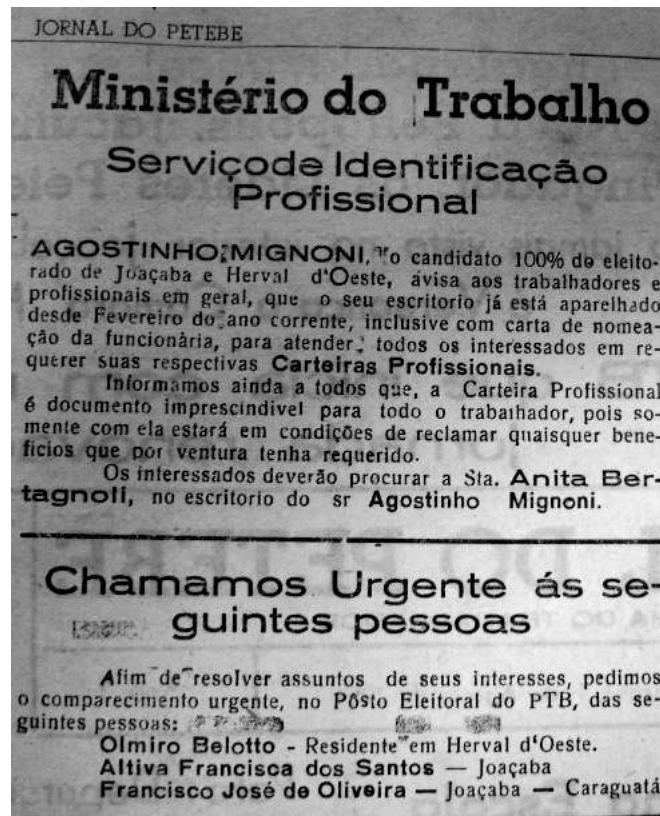 JORNAL DO PETEBE
Ministério do Trabalho
Serviçode Identificação
Profissional
AGOSTINHO MIGNONI, o candidato 100% do eleito-
rado de Joaçaba e Herval d'Oeste, avisa aos trabalhadores e
profissionais em geral, que o seu escritorio já está aparelhado
desde Fevereiro do ano corrente, inclusive com carta de nomea-
ção da funcionária, para atender, todos os interessados em re-
querer suas respectivas Carteiras Profissionais.
Informamos ainda a todos que, a Carteira Profissional
é documento imprescindivel para todo o trabalhador, pois so-
mente com ela estará em condições de reclamar quaisquer bene-
ficios que por ventura tenha requerido.
Os interessados deverão procurar a Sta. Anita Ber-
tagnoli, no escritorio do sr Agostinho Mignoni.
Chamamos Urgente ás se-
guintes pessoas
Afim de resolver assuntos de seus interesses, pedimos
o comparecimento urgente, no Pôsto Eleitoral do PTB, das se-
guintes pessoas:
Olmiro Belotto - Residente em Herval d'Oeste.
Altiva Francisca dos Santos — Joaçaba
Francisco José de Oliveira — Joaçaba — Caraguatá